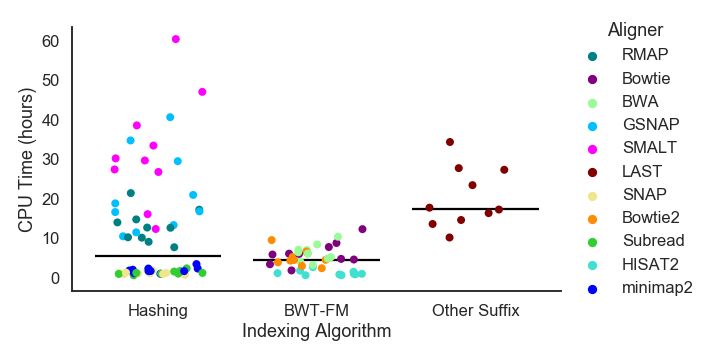 CPU Time (hours)
60
50
40
30
20
10
0
Hashing
BWT-FM
Other Suffix
Indexing Algorithm
Aligner
RMAP
Bowtie
BWA
GSNAP
SMALT
LAST
SNAP
Bowtie2
Subread
HISAT2
minimap2